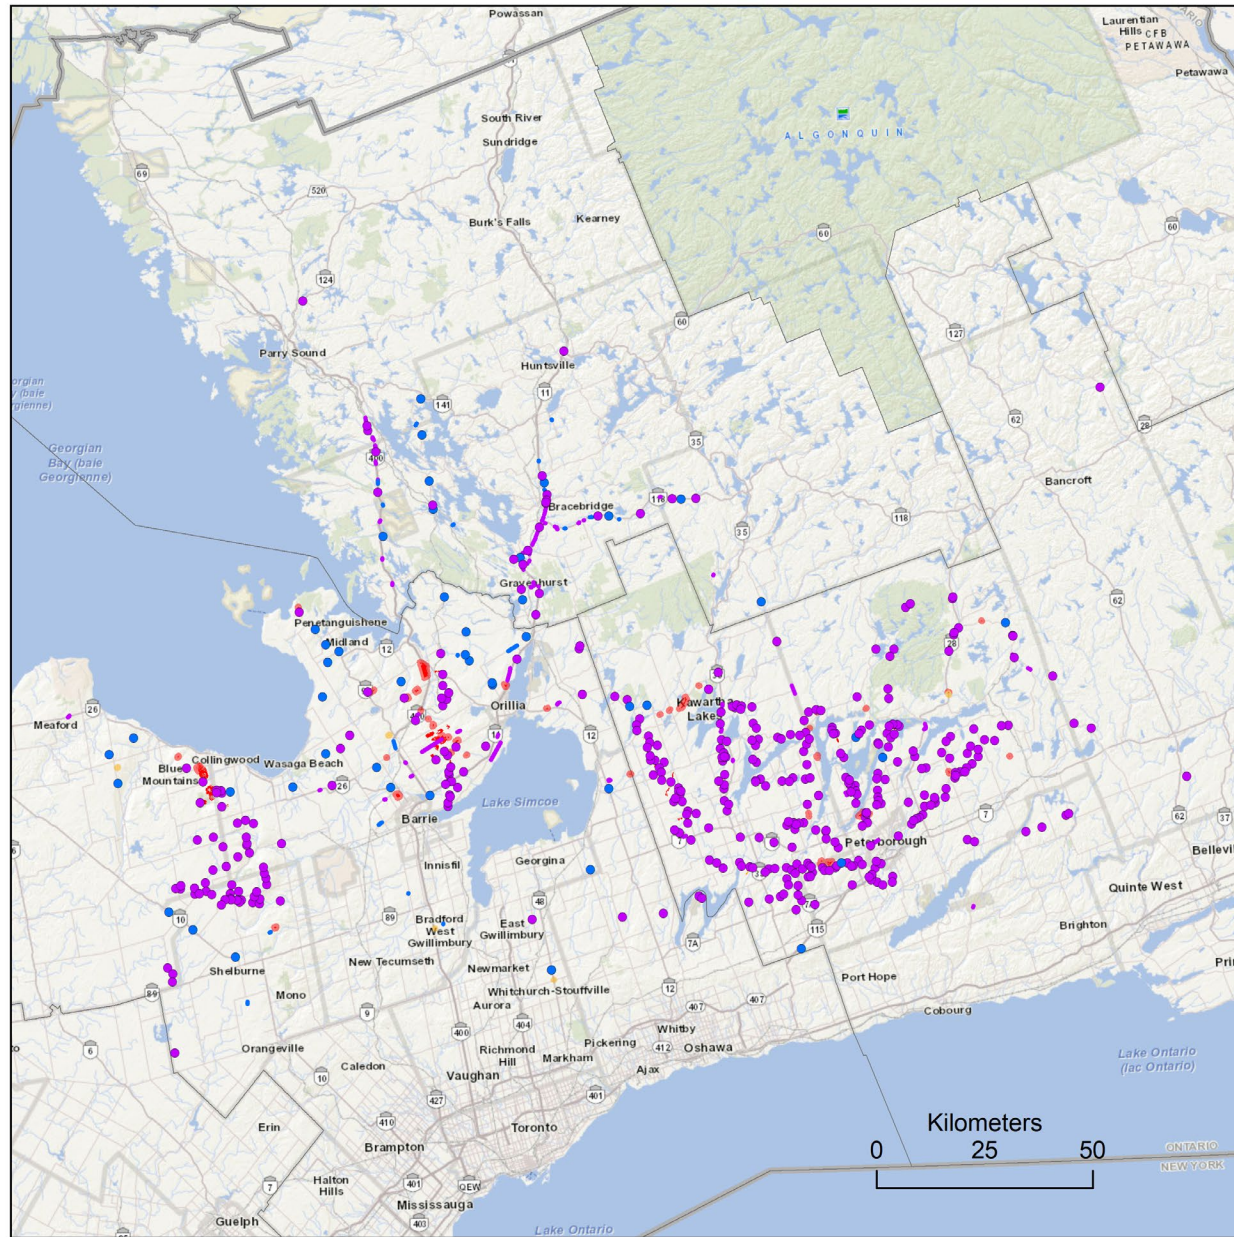 Powassan
Laurentian
Hills
CFB
PETAWAWA
ONTARIO
Petawawa
South River
Sundridge
ALGONQUIN
69
520
Burk's Falls
Kearney
60
60
124
127
60
Parry Sound
Huntsville
141
11
35
62
28
Georgian
Bay (baie
Georgienne)
400
Bancroft
Bracebridge
118
118
35
Gravenhurst
62
Penetanguishene
Midland
12
28
Meaford
26
Orillia
Kawartha
Lakes
12
Collingwood
Blue
Mountains
Wasaga Beach
26
Lake Simcoe
Barrie
7
62
37
Peterborough
7
Innisfil
Georgina
Belleville
Quinte West
48
10
89
Bradford
West
Gwillimbury
East
Gwillimbury
115
Brighton
7A
New Tecumseth
Newmarket
Shelburne
Port Hope
89
Mono
Whitchurch-Stouffville
12
407
407
Aurora
9
404
Cobourg
400
Whitby
Pickering
412
Oshawa
6
Orangeville
Richmond
Hill
Markham
Lake Ontario
(lac Ontario)
Caledon
10
Vaughan
Ajax
427
401
Erin
410
Toronto
Kilometers
Brampton
0
25
50
ONTARIO
NEW YORK
Halton
Hills
7
401
QEW
Mississauga
403
Guelph
Lake Ontario